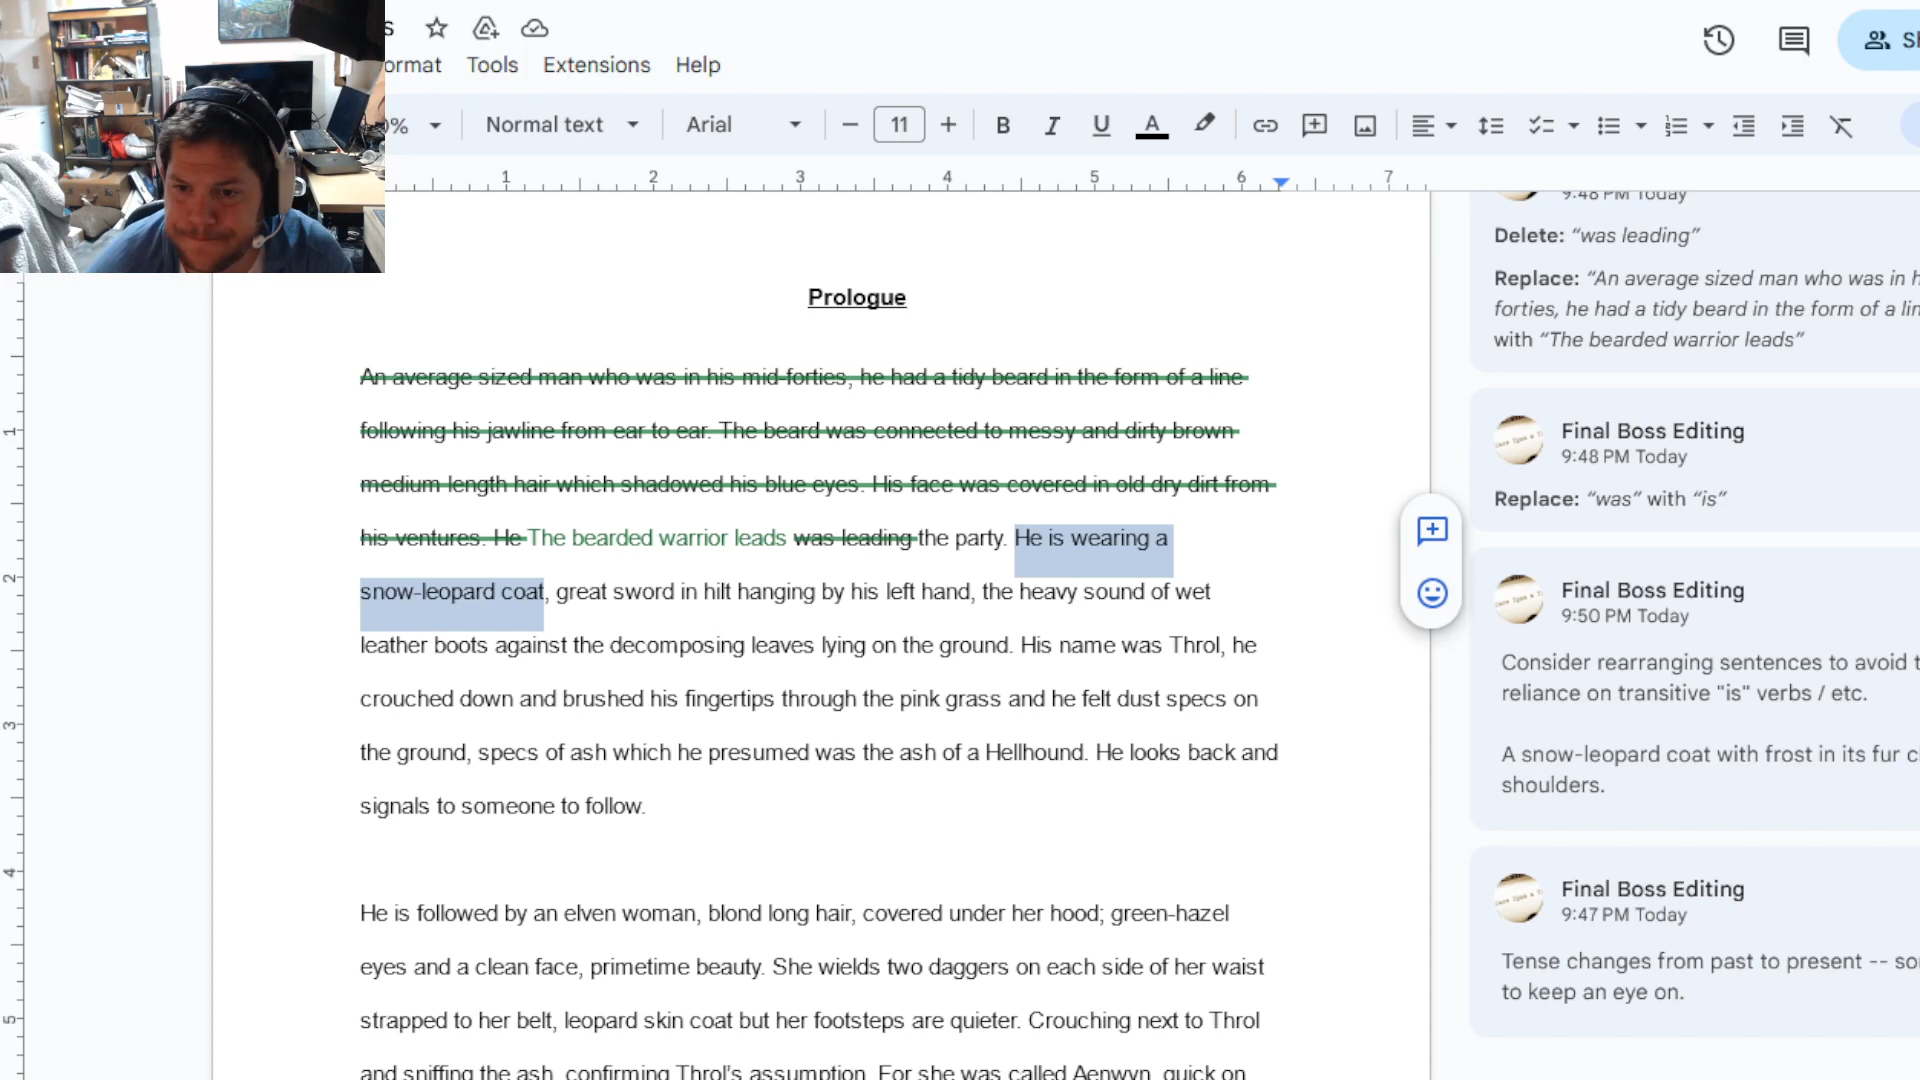 s
ormat Tools Extensions Help
0% Normal text Arial 11 B I U A
1 2 3 4 5 6 7
Prologue
An average sized man who was in his mid forties, he had a tidy beard in the form of a line
following his jawline from ear to ear. The beard was connected to messy and dirty brown
medium length hair which shadowed his blue eyes. His face was covered in old dry dirt from
his ventures. He The bearded warrior leads was leading the party. He is wearing a
snow-leopard coat, great sword in hilt hanging by his left hand, the heavy sound of wet
leather boots against the decomposing leaves lying on the ground. His name was Throl, he
crouched down and brushed his fingertips through the pink grass and he felt dust specs on
the ground, specs of ash which he presumed was the ash of a Hellhound. He looks back and
signals to someone to follow.
He is followed by an elven woman, blond long hair, covered under her hood; green-hazel
eyes and a clean face, primetime beauty. She wields two daggers on each side of her waist
strapped to her belt, leopard skin coat but her footsteps are quieter. Crouching next to Throl
and sniffing the ash, confirming Throl's assumption. For she was called Aenwyn, quick on
1
2
3
4
5
Sh
9:48 PM Today
Delete: "was leading"
Replace: "An average sized man who was in h
forties, he had a tidy beard in the form of a lin
with "The bearded warrior leads"
Final Boss Editing
9:48 PM Today
Replace: "was" with "is"
Final Boss Editing
9:50 PM Today
Consider rearranging sentences to avoid t
reliance on transitive "is" verbs / etc.
A snow-leopard coat with frost in its fur c
shoulders.
Final Boss Editing
9:47 PM Today
Tense changes from past to present -- so
to keep an eye on.